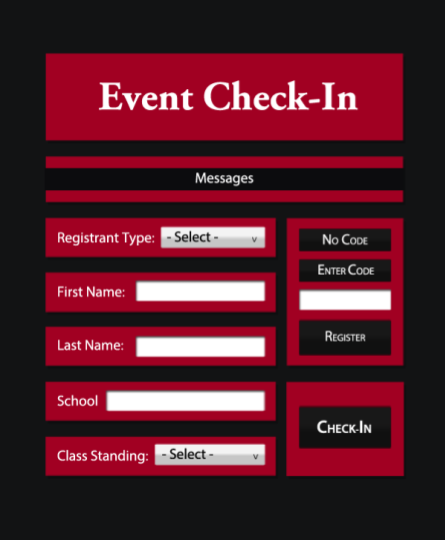 Event Check-In
Messages
Registrant Type: - Select - v
First Name:
Last Name:
School
Class Standing: - Select - v
No Code
Enter Code
Register
Check-In